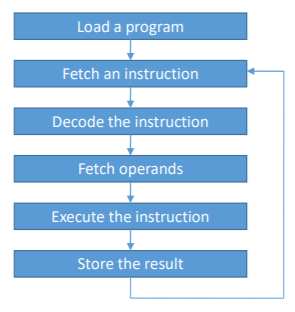 Load a program
Fetch an instruction
Decode the instruction
Fetch operands
Execute the instruction
Store the result